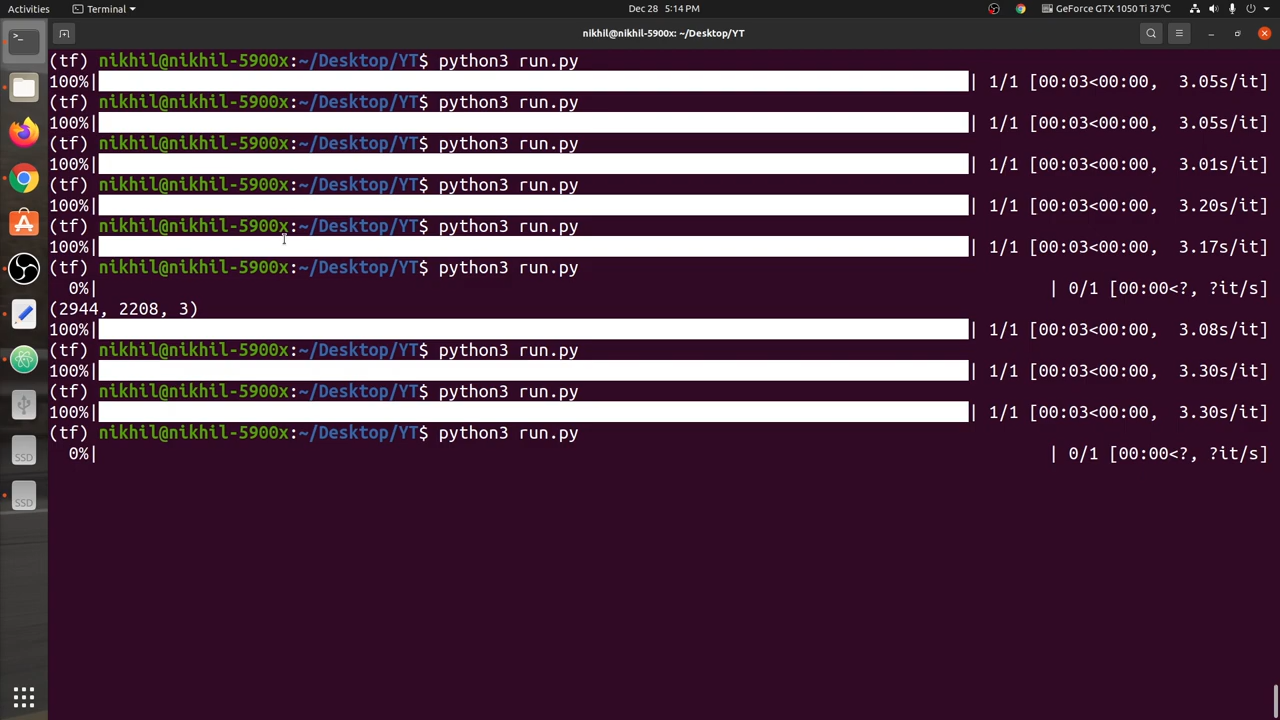 Activities Terminal Dec 28 5:14 PM GeForce GTX 1050 Ti 37°C
nikhil@nikhil-5900x: ~/Desktop/YT
(tf) nikhil@nikhil-5900x:~/Desktop/YT$ python3 run.py
100%| | 1/1 [00:03<00:00, 3.05s/it]
(tf) nikhil@nikhil-5900x:~/Desktop/YT$ python3 run.py
100%| | 1/1 [00:03<00:00, 3.05s/it]
(tf) nikhil@nikhil-5900x:~/Desktop/YT$ python3 run.py
100%| | 1/1 [00:03<00:00, 3.01s/it]
(tf) nikhil@nikhil-5900x:~/Desktop/YT$ python3 run.py
100%| | 1/1 [00:03<00:00, 3.20s/it]
(tf) nikhil@nikhil-5900x:~/Desktop/YT$ python3 run.py
100%| | 1/1 [00:03<00:00, 3.17s/it]
(tf) nikhil@nikhil-5900x:~/Desktop/YT$ python3 run.py
0%| | 0/1 [00:00<?, ?it/s]
(2944, 2208, 3)
100%| | 1/1 [00:03<00:00, 3.08s/it]
(tf) nikhil@nikhil-5900x:~/Desktop/YT$ python3 run.py
100%| | 1/1 [00:03<00:00, 3.30s/it]
(tf) nikhil@nikhil-5900x:~/Desktop/YT$ python3 run.py
100%| | 1/1 [00:03<00:00, 3.30s/it]
(tf) nikhil@nikhil-5900x:~/Desktop/YT$ python3 run.py
0%| | 0/1 [00:00<?, ?it/s]
SSD
SSD